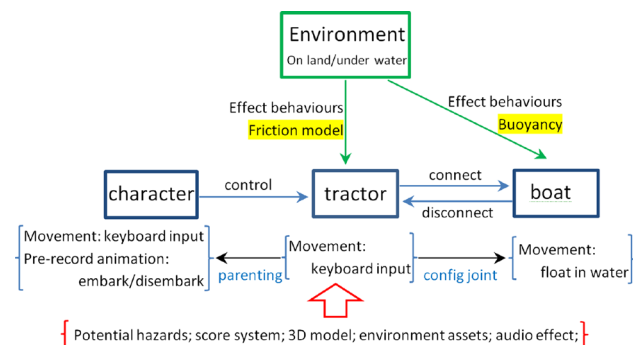 Environment
On land/under water
Effect behaviours
Friction model
Effect behaviours
Buoyancy
character
control
tractor
connect
disconnect
boat
Movement: keyboard input
Pre-record animation:
embark/disembark
parenting
Movement:
keyboard input
config joint
Movement:
float in water
Potential hazards; score system; 3D model; environment assets; audio effect;